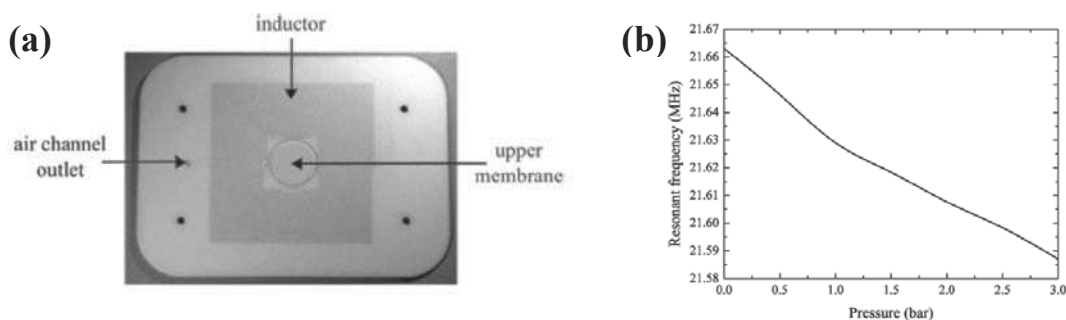 (a)
inductor
air channel
outlet
upper
membrane
(b)
Resonant frequency (MHz)
21.67
21.66
21.65
21.64
21.63
21.62
21.61
21.60
21.59
21.58
0.0 0.5 1.0 1.5 2.0 2.5 3.0
Pressure (bar)